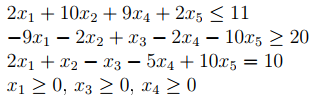 2x₁ + 10x₂ + 9x₄ + 2x₅ ≤ 11
−9x₁ − 2x₂ + x₃ − 2x₄ − 10x₅ ≥ 20
2x₁ + x₂ − x₃ − 5x₄ + 10x₅ = 10
x₁ ≥ 0, x₃ ≥ 0, x₄ ≥ 0